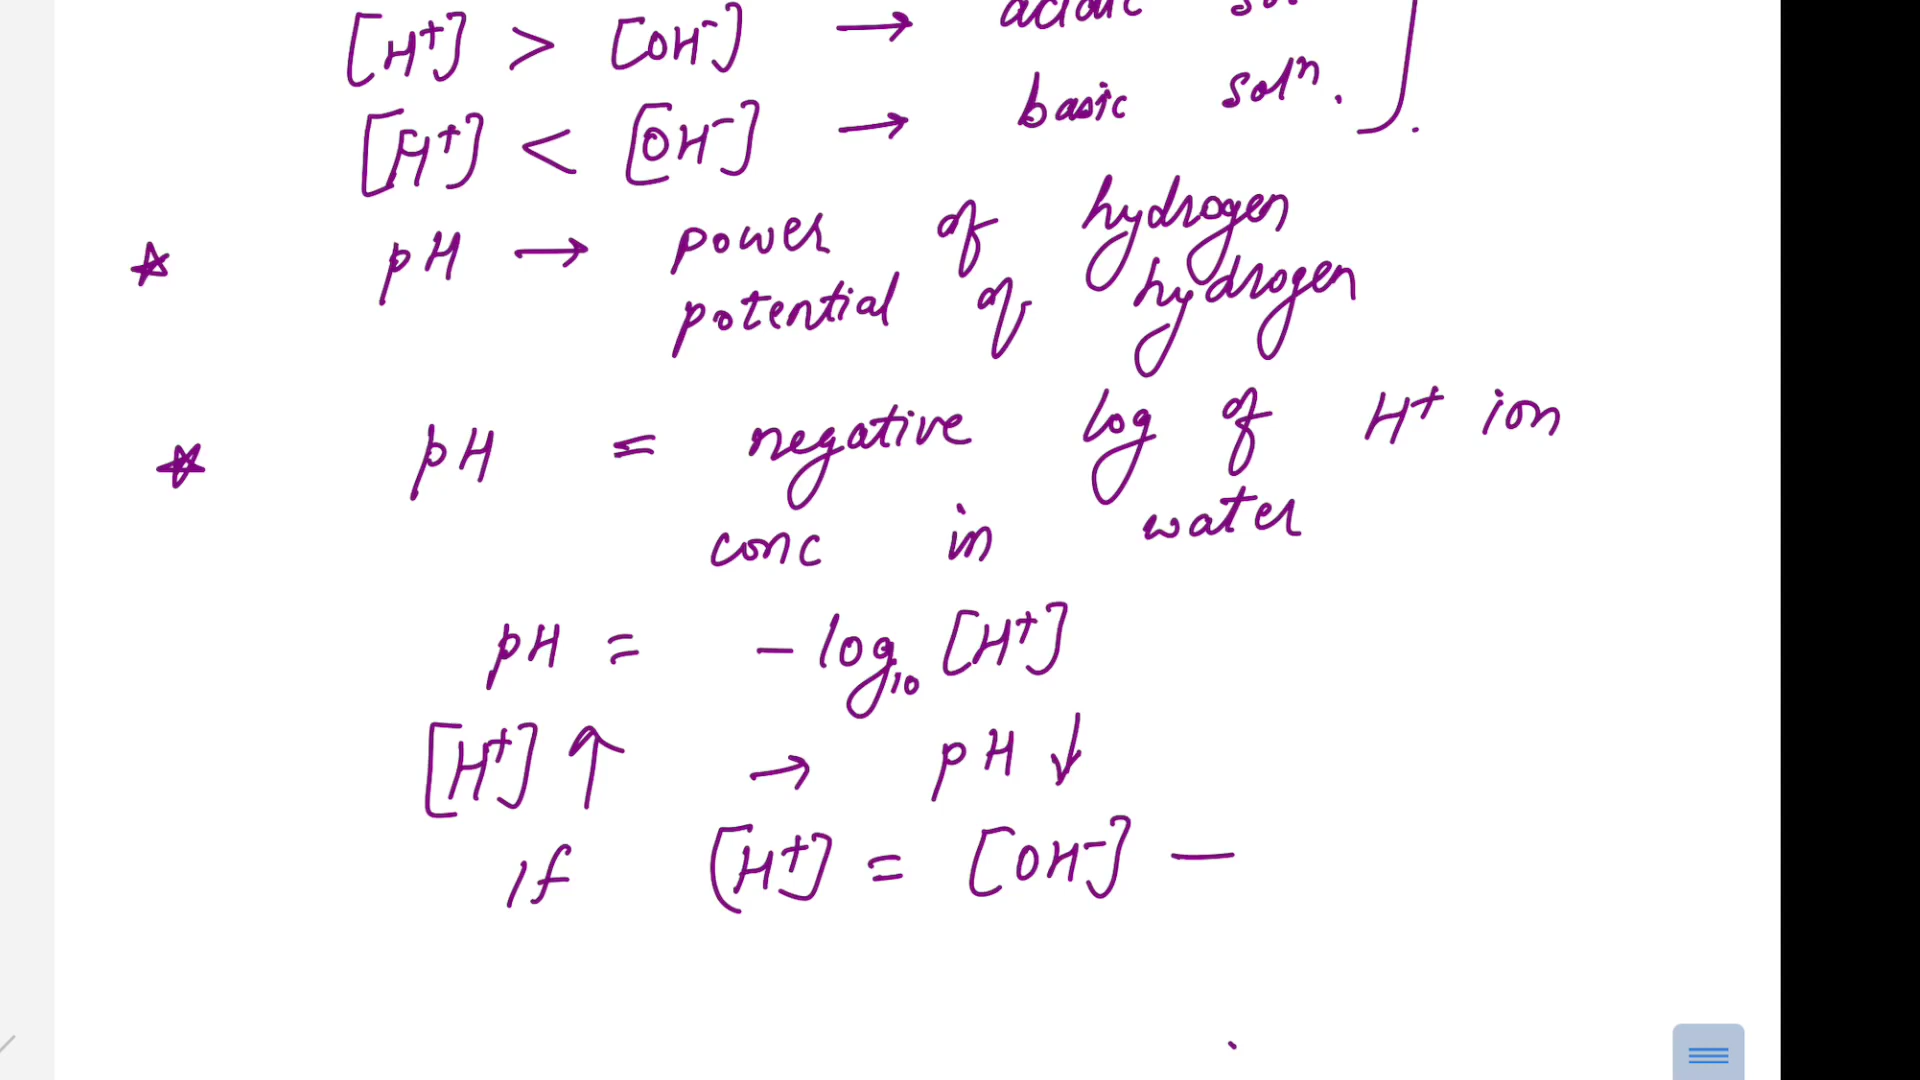 [H⁺] > [OH⁻] → acidic sol
[H⁺] < [OH⁻] → basic solⁿ.
☆ pH → power of hydrogen
potential of hydrogen
☆ pH = negative log of H⁺ ion
conc in water
pH = - log₁₀ [H⁺]
[H⁺] ↑ → pH ↓
if [H⁺] = [OH⁻] —